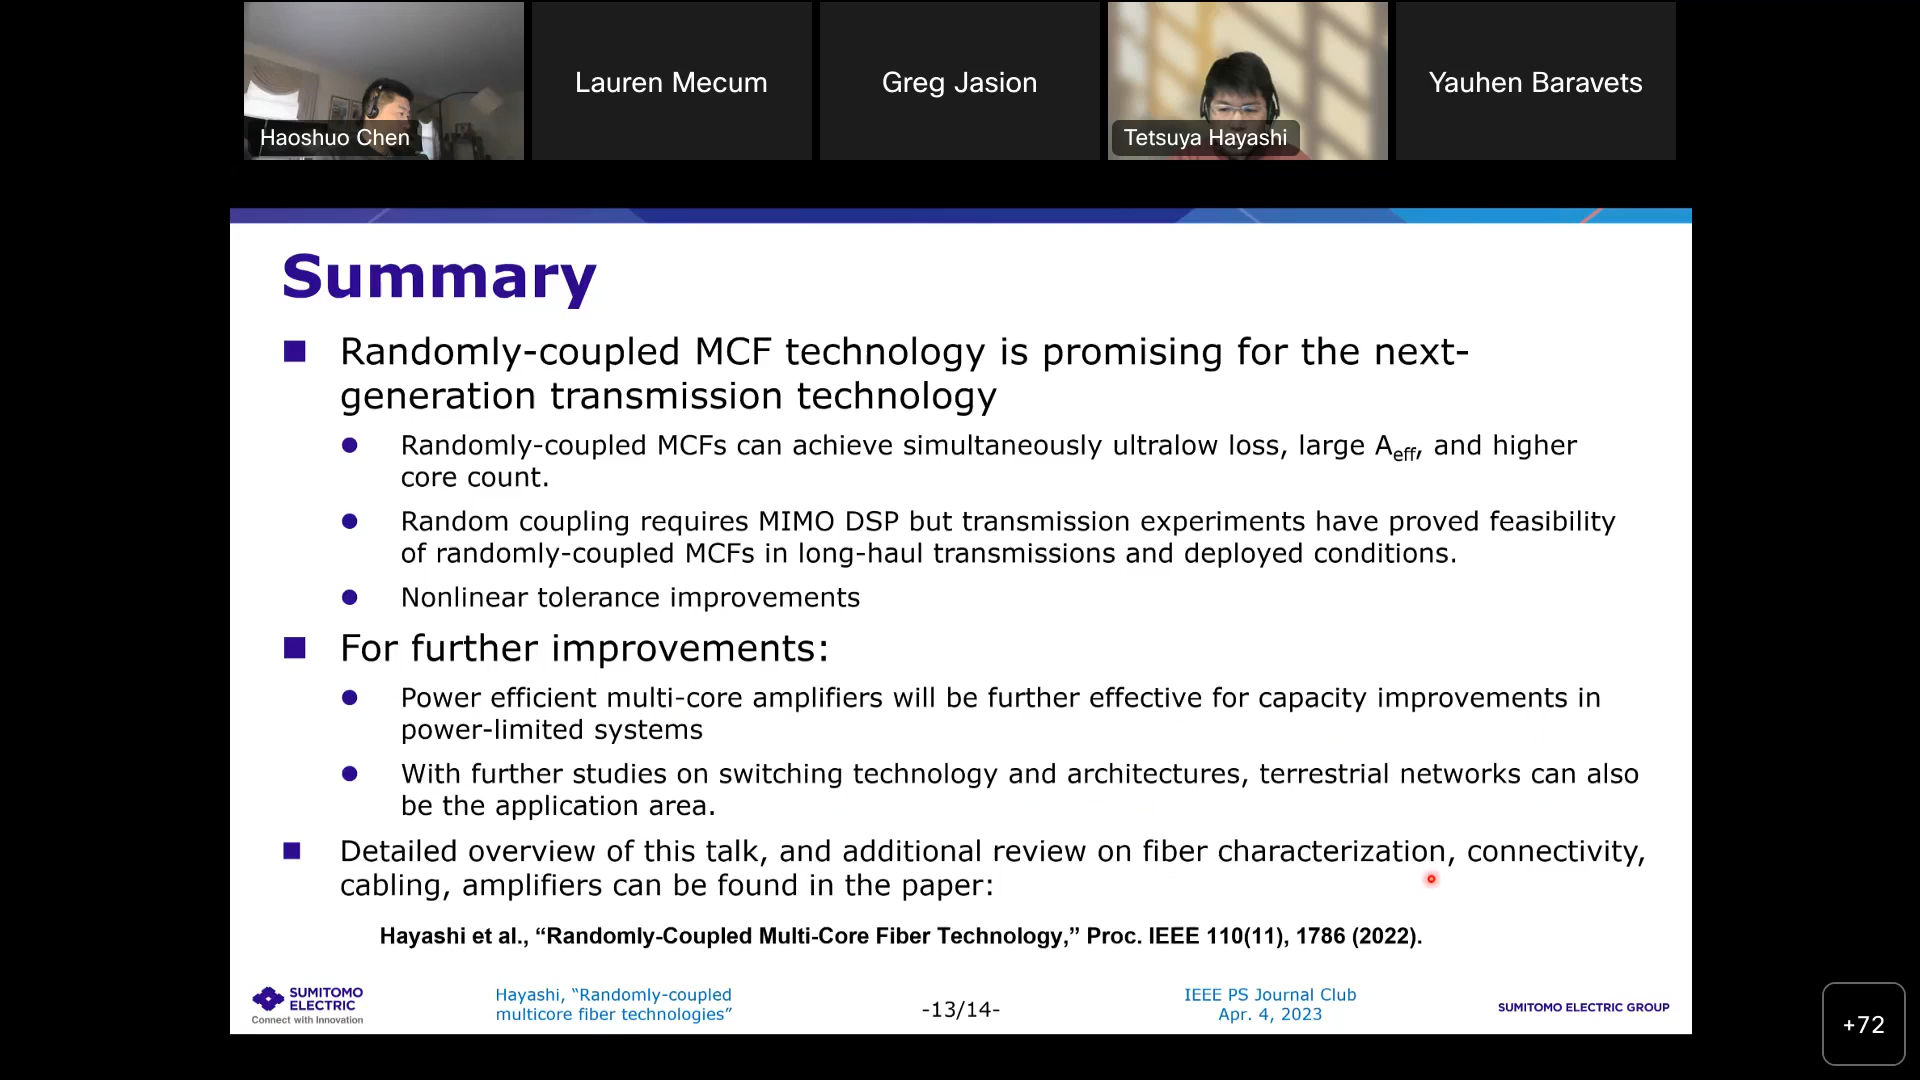 Haoshuo Chen
Lauren Mecum
Greg Jasion
Tetsuya Hayashi
Yauhen Baravets
Summary
Randomly-coupled MCF technology is promising for the next-
generation transmission technology
Randomly-coupled MCFs can achieve simultaneously ultralow loss, large Aeff, and higher
core count.
Random coupling requires MIMO DSP but transmission experiments have proved feasibility
of randomly-coupled MCFs in long-haul transmissions and deployed conditions.
Nonlinear tolerance improvements
For further improvements:
Power efficient multi-core amplifiers will be further effective for capacity improvements in
power-limited systems
With further studies on switching technology and architectures, terrestrial networks can also
be the application area.
Detailed overview of this talk, and additional review on fiber characterization, connectivity,
cabling, amplifiers can be found in the paper:
Hayashi et al., “Randomly-Coupled Multi-Core Fiber Technology,” Proc. IEEE 110(11), 1786 (2022).
SUMITOMO
ELECTRIC
Connect with Innovation
Hayashi, “Randomly-coupled
multicore fiber technologies”
-13/14-
IEEE PS Journal Club
Apr. 4, 2023
SUMITOMO ELECTRIC GROUP
+72